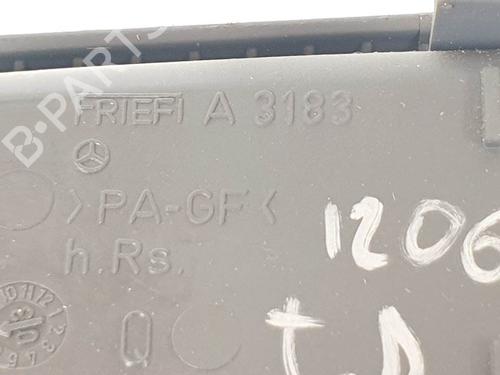 FRIEFI A 3183
>PA-GF<
h.Rs.
Q
1206
B-PARTS